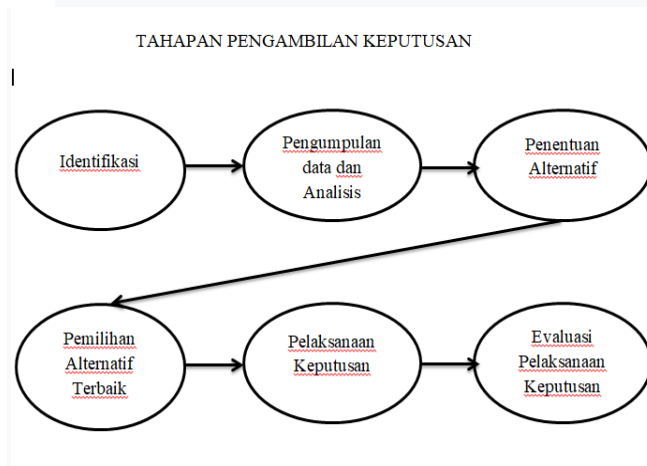 TAHAPAN PENGAMBILAN KEPUTUSAN
Identifikasi
Pengumpulan
data dan
Analisis
Penentuan
Alternatif
Pemilihan
Alternatif
Terbaik
Pelaksanaan
Keputusan
Evaluasi
Pelaksanaan
Keputusan